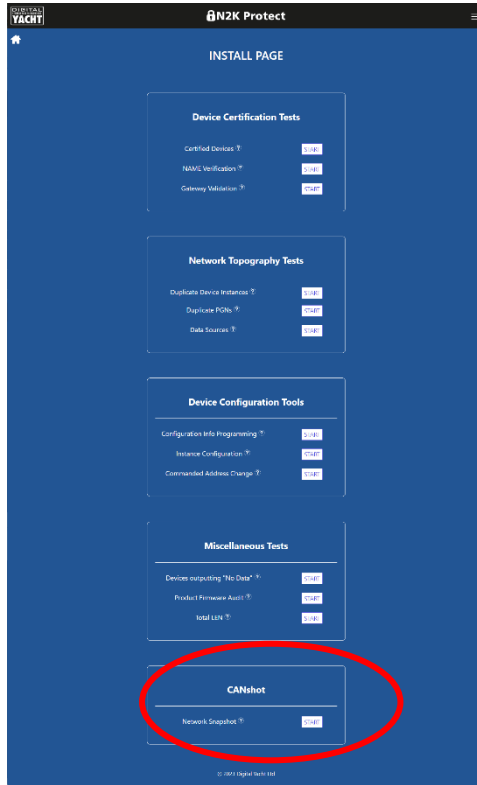 DIGITAL
YACHT
N2K Protect
INSTALL PAGE
Device Certification Tests
Certified Devices ? START
NAME Verification ? START
Gateway Validation ? START
Network Topography Tests
Duplicate Device Instances ? START
Duplicate PGNs ? START
Data Sources ? START
Device Configuration Tools
Configuration Info Programming ? START
Instance Configuration ? START
Commanded Address Change ? START
Miscellaneous Tests
Devices outputting "No Data" ? START
Product Firmware Audit ? START
Total LEN ? START
CANshot
Network Snapshot ? START
© 2023 Digital Yacht Ltd